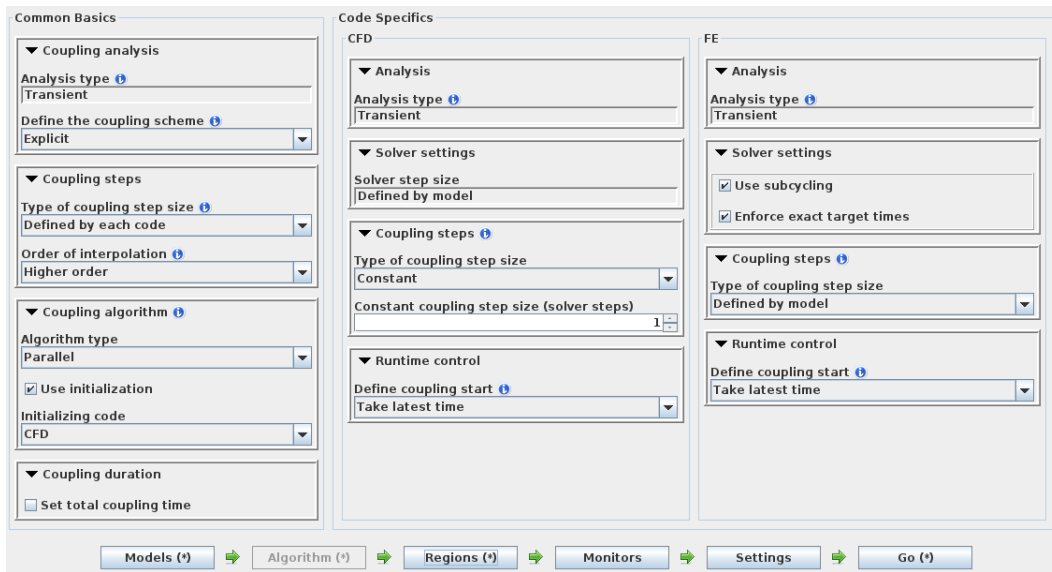 Common Basics
Coupling analysis
Analysis type
Transient
Define the coupling scheme
Explicit
Coupling steps
Type of coupling step size
Defined by each code
Order of interpolation
Higher order
Coupling algorithm
Algorithm type
Parallel
Use initialization
Initializing code
CFD
Coupling duration
Set total coupling time
Code Specifics
CFD
Analysis
Analysis type
Transient
Solver settings
Solver step size
Defined by model
Coupling steps
Type of coupling step size
Constant
Constant coupling step size (solver steps)
1
Runtime control
Define coupling start
Take latest time
FE
Analysis
Analysis type
Transient
Solver settings
Use subcycling
Enforce exact target times
Coupling steps
Type of coupling step size
Defined by model
Runtime control
Define coupling start
Take latest time
Models (*) Algorithm (*) Regions (*) Monitors Settings Go (*)